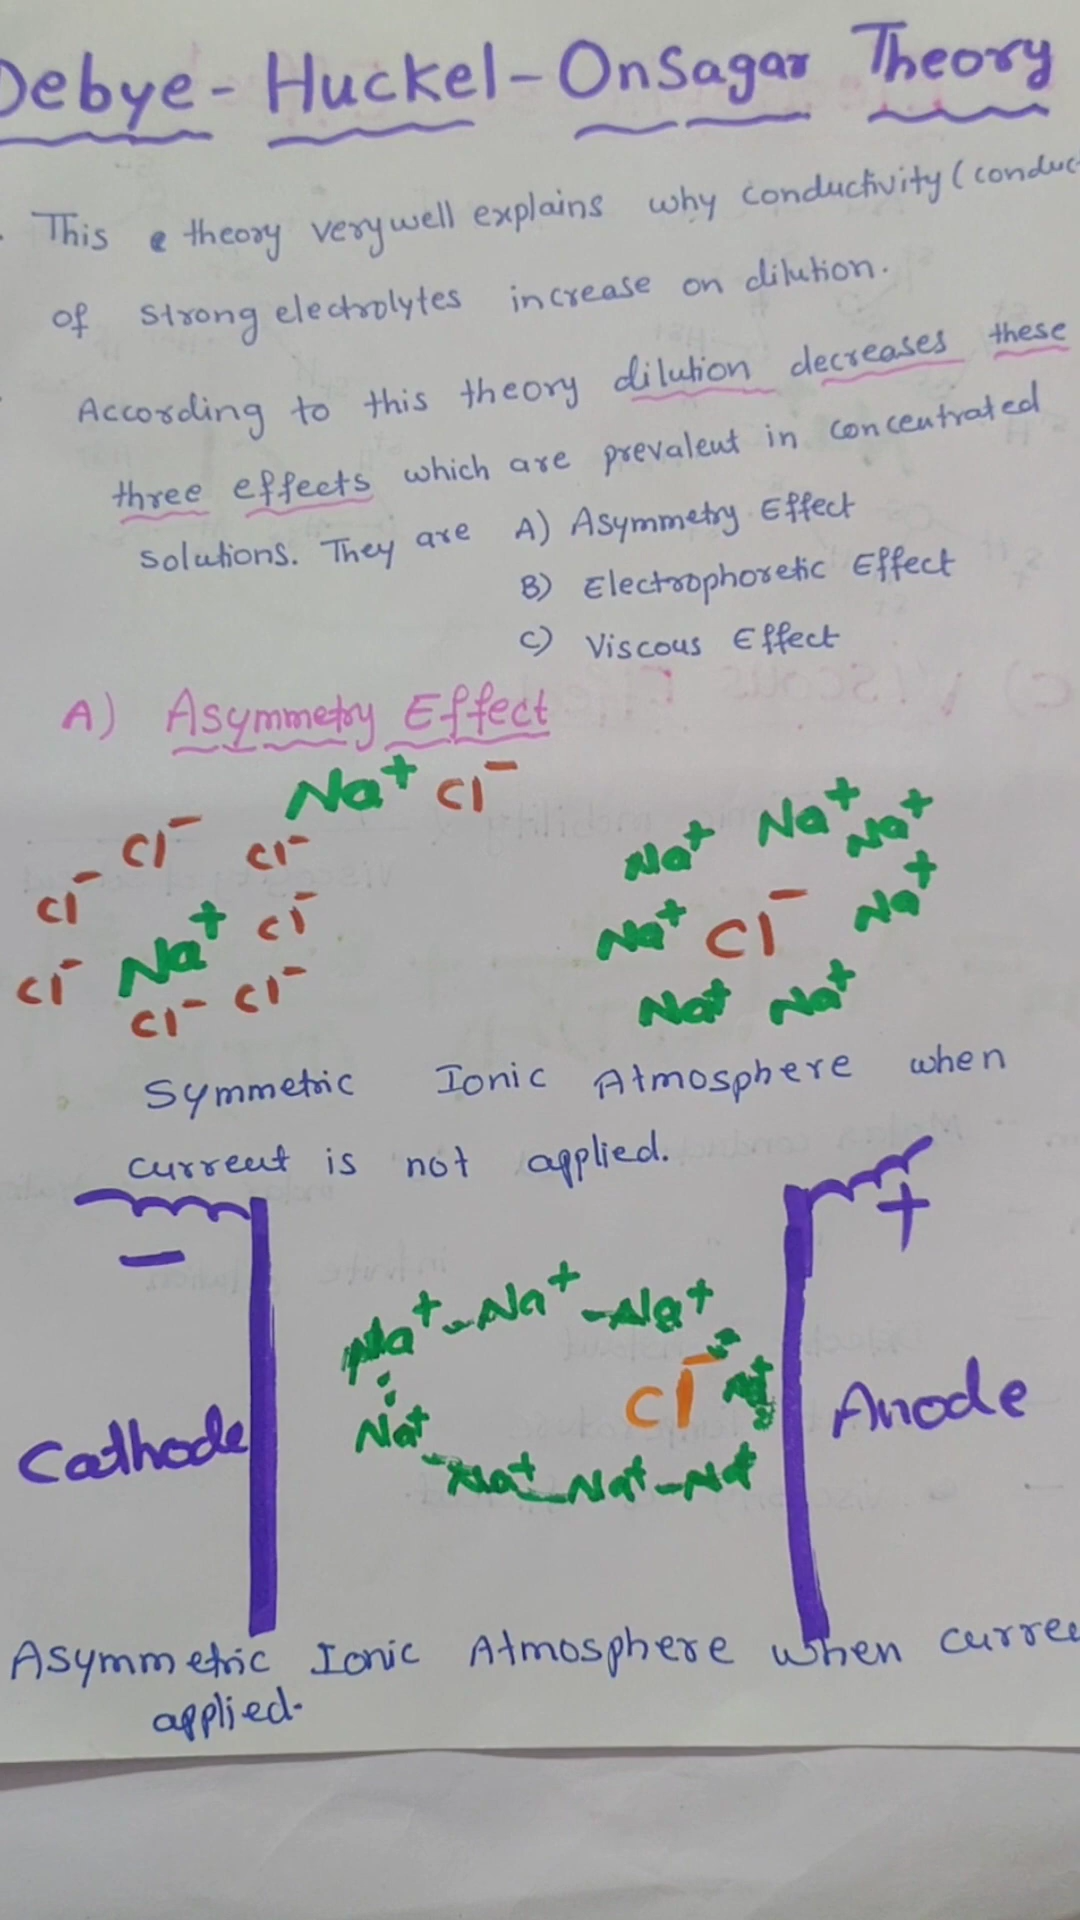 Debye-Huckel-Onsagar Theory
This theory verywell explains why conductivity (conduc
of strong electrolytes increase on dilution.
According to this theory dilution decreases these
three effects which are prevalent in concentrated
solutions. They are A) Asymmetry Effect
B) Electrophoretic Effect
C) Viscous Effect
A) Asymmetry Effect
Na+ Cl-
Cl- Cl- Na+ Na+ Na+
Cl- Na+ Cl- Na+ Cl- Na+
Cl- Cl- Cl- Na+ Na+
Symmetric Ionic Atmosphere when
current is not applied.
- +
Na+-Na+-Na+
Cathode Na+ Cl- Na+ Anode
Na+-Na+-Na+
Asymmetric Ionic Atmosphere when curre
applied.